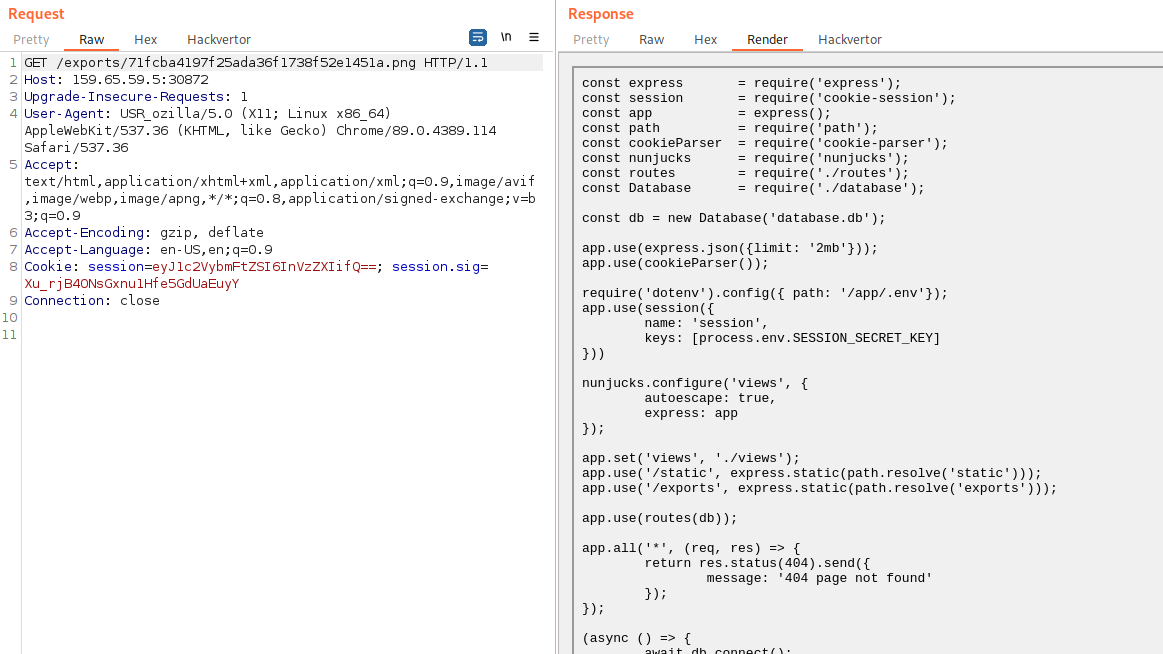 Request
Pretty Raw Hex Hackvertor \n
1 GET /exports/71fcba4197f25ada36f1738f52e1451a.png HTTP/1.1
2 Host: 159.65.59.5:30872
3 Upgrade-Insecure-Requests: 1
4 User-Agent: USR_ozilla/5.0 (X11; Linux x86_64)
AppleWebKit/537.36 (KHTML, like Gecko) Chrome/89.0.4389.114
Safari/537.36
5 Accept:
text/html,application/xhtml+xml,application/xml;q=0.9,image/avif
,image/webp,image/apng,*/*;q=0.8,application/signed-exchange;v=b
3;q=0.9
6 Accept-Encoding: gzip, deflate
7 Accept-Language: en-US,en;q=0.9
8 Cookie: session=eyJ1c2VybmFtZSI6InVzZXIifQ==; session.sig=
Xu_rjB4ONsGxnu1Hfe5GdUaEuyY
9 Connection: close
10
11
Response
Pretty Raw Hex Render Hackvertor
const express       = require('express');
const session       = require('cookie-session');
const app           = express();
const path          = require('path');
const cookieParser  = require('cookie-parser');
const nunjucks      = require('nunjucks');
const routes        = require('./routes');
const Database      = require('./database');
const db = new Database('database.db');
app.use(express.json({limit: '2mb'}));
app.use(cookieParser());
require('dotenv').config({ path: '/app/.env'});
app.use(session({
        name: 'session',
        keys: [process.env.SESSION_SECRET_KEY]
}))
nunjucks.configure('views', {
        autoescape: true,
        express: app
});
app.set('views', './views');
app.use('/static', express.static(path.resolve('static')));
app.use('/exports', express.static(path.resolve('exports')));
app.use(routes(db));
app.all('*', (req, res) => {
        return res.status(404).send({
                message: '404 page not found'
        });
});
(async () => {
        await db.connect();